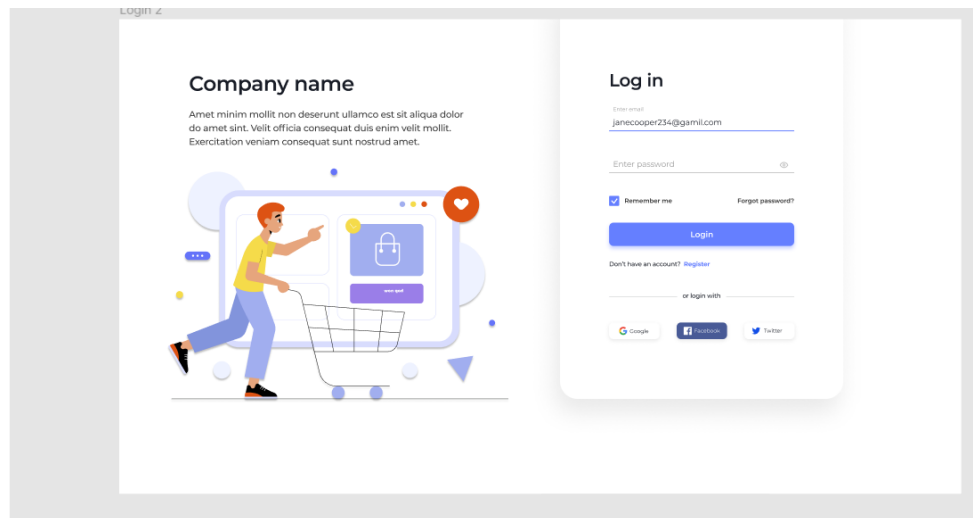 Login 2
Company name
Amet minim mollit non deserunt ullamco est sit aliqua dolor
do amet sint. Velit officia consequat duis enim velit mollit.
Exercitation veniam consequat sunt nostrud amet.
Log in
Enter email
janecooper234@gamil.com
Enter password
Remember me
Forgot password?
Login
Don't have an account? Register
or login with
Google
Facebook
Twitter